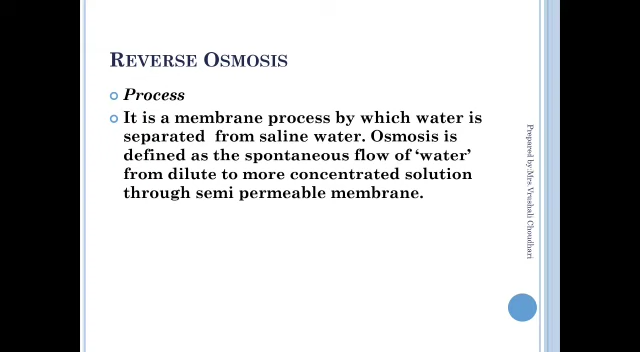 REVERSE OSMOSIS
Process
It is a membrane process by which water is
separated from saline water. Osmosis is
defined as the spontaneous flow of ‘water’
from dilute to more concentrated solution
through semi permeable membrane.
Prepared by:Mrs Vrushali Choudhari